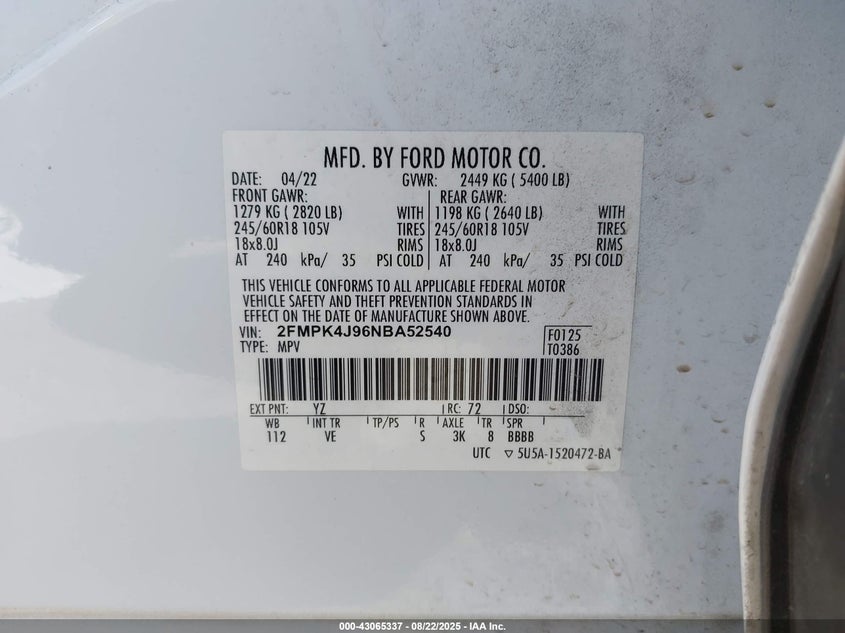 MFD. BY FORD MOTOR CO.
DATE: 04/22 GVWR: 2449 KG ( 5400 LB)
FRONT GAWR: REAR GAWR:
1279 KG ( 2820 LB) WITH 1198 KG ( 2640 LB) WITH
245/60R18 105V TIRES 245/60R18 105V TIRES
18x8.0J RIMS 18x8.0J RIMS
AT 240 kPa/ 35 PSI COLD AT 240 kPa/ 35 PSI COLD
THIS VEHICLE CONFORMS TO ALL APPLICABLE FEDERAL MOTOR
VEHICLE SAFETY AND THEFT PREVENTION STANDARDS IN
EFFECT ON THE DATE OF MANUFACTURE SHOWN ABOVE.
VIN: 2FMPK4J96NBA52540 F0125
TYPE: MPV T0386
EXT PNT: YZ RC: 72 DSO:
WB INT TR TP/PS R AXLE TR SPR
112 VE S 3K 8 BBBB
UTC ▽ 5U5A-1520472-BA
000-43065337 - 08/22/2025 - IAA Inc.